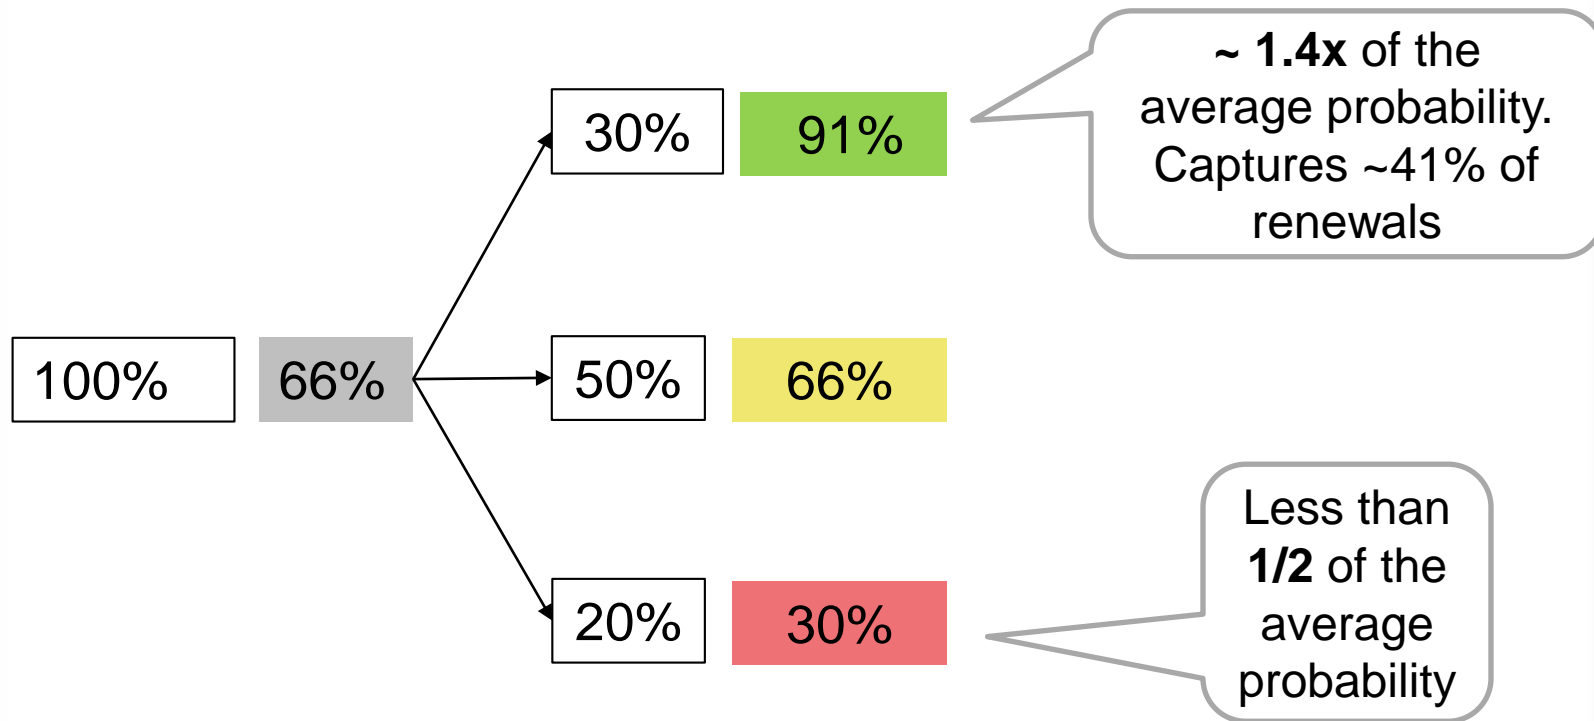 ~ 1.4x of the
average probability.
Captures ~41% of
renewals
30% 91%
100% 66% 50% 66%
20% 30%
Less than
1/2 of the
average
probability